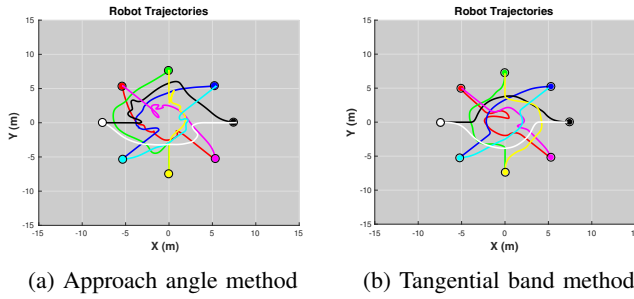 Robot Trajectories
15
10
5
0
-5
-10
-15
Y (m)
-15 -10 -5 0 5 10 15
X (m)
(a) Approach angle method
Robot Trajectories
15
10
5
0
-5
-10
-15
Y (m)
-15 -10 -5 0 5 10 15
X (m)
(b) Tangential band method